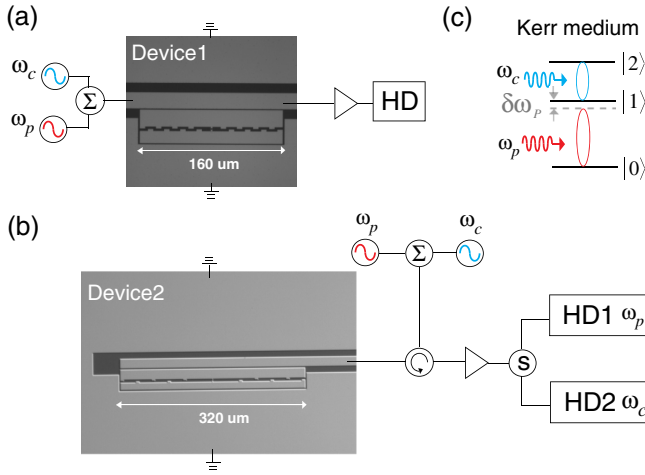 (a)
Device1
ω_c
ω_p
Σ
HD
160 um
(c)
Kerr medium
ω_c
|2⟩
δω_P
|1⟩
ω_p
|0⟩
(b)
Device2
ω_p
Σ
ω_c
320 um
S
HD1 ω_p
HD2 ω_c